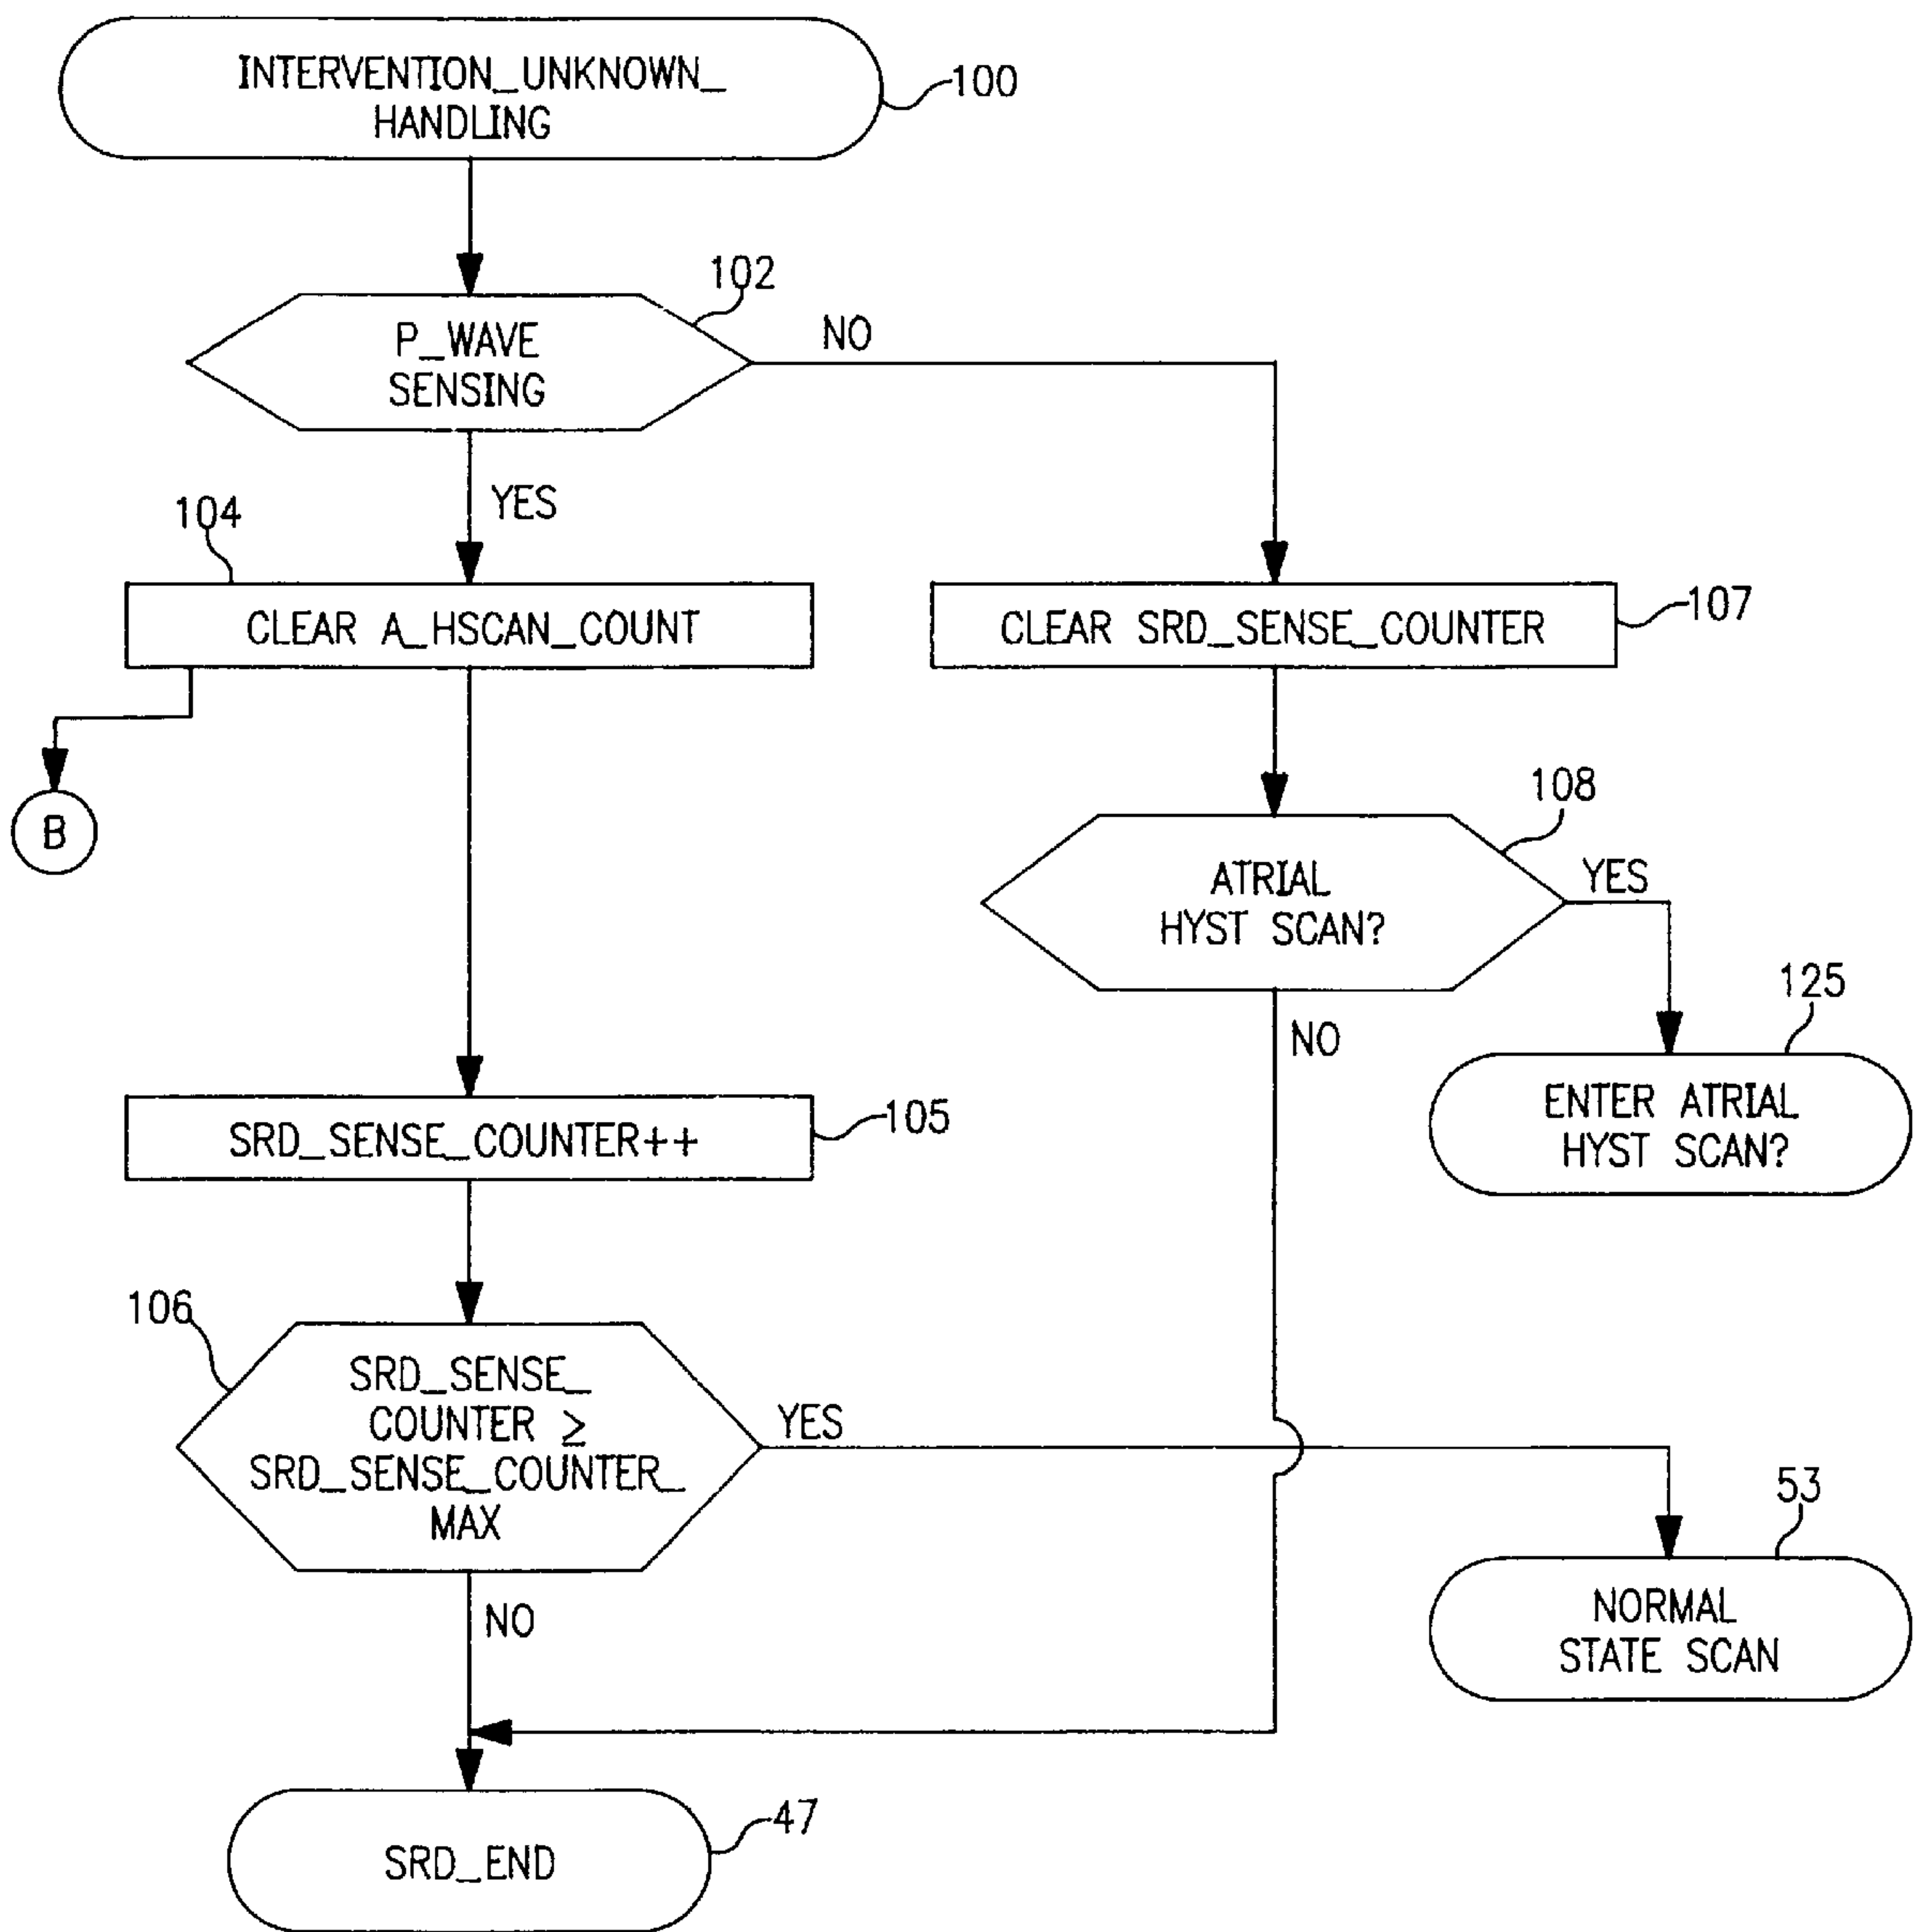 INTERVENTION_UNKNOWN_
HANDLING
100
102
P_WAVE
SENSING
NO
YES
104
CLEAR A_HSCAN_COUNT
CLEAR SRD_SENSE_COUNTER
107
B
108
ATRIAL
HYST SCAN?
YES
NO
125
ENTER ATRIAL
HYST SCAN?
SRD_SENSE_COUNTER++
105
106
SRD_SENSE_
COUNTER ≥
SRD_SENSE_COUNTER_
MAX
YES
NO
53
NORMAL
STATE SCAN
SRD_END
47